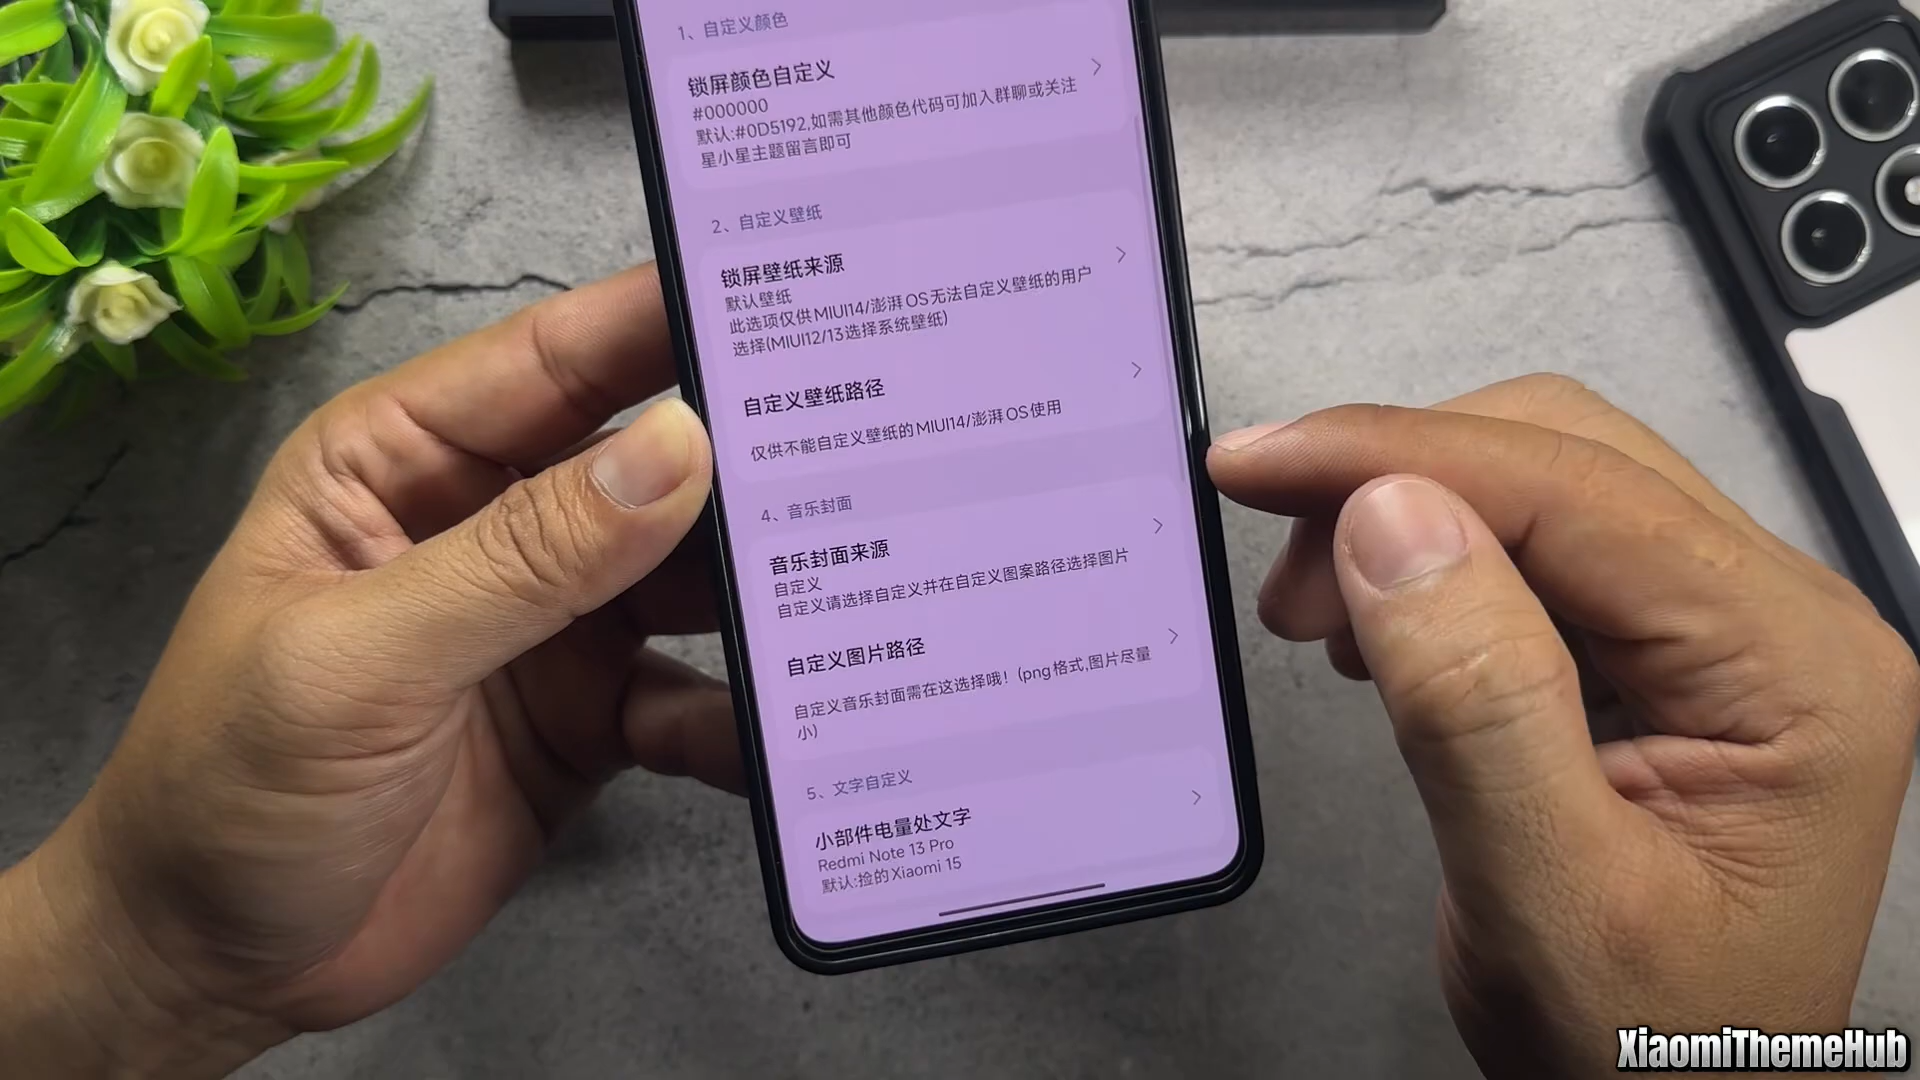 1、自定义颜色
锁屏颜色自定义
#000000
默认:#0D5192,如需其他颜色代码可加入群聊或关注
星小星主题留言即可
2、自定义壁纸
锁屏壁纸来源
默认壁纸
此选项仅供MIUI14/澎湃OS无法自定义壁纸的用户
选择(MIUI12/13选择系统壁纸)
自定义壁纸路径
仅供不能自定义壁纸的MIUI14/澎湃OS使用
4、音乐封面
音乐封面来源
自定义
自定义请选择自定义并在自定义图案路径选择图片
自定义图片路径
自定义音乐封面需在这选择哦！(png格式,图片尽量
小)
5、文字自定义
小部件电量处文字
Redmi Note 13 Pro
默认:捡的Xiaomi 15
XiaomiThemeHub